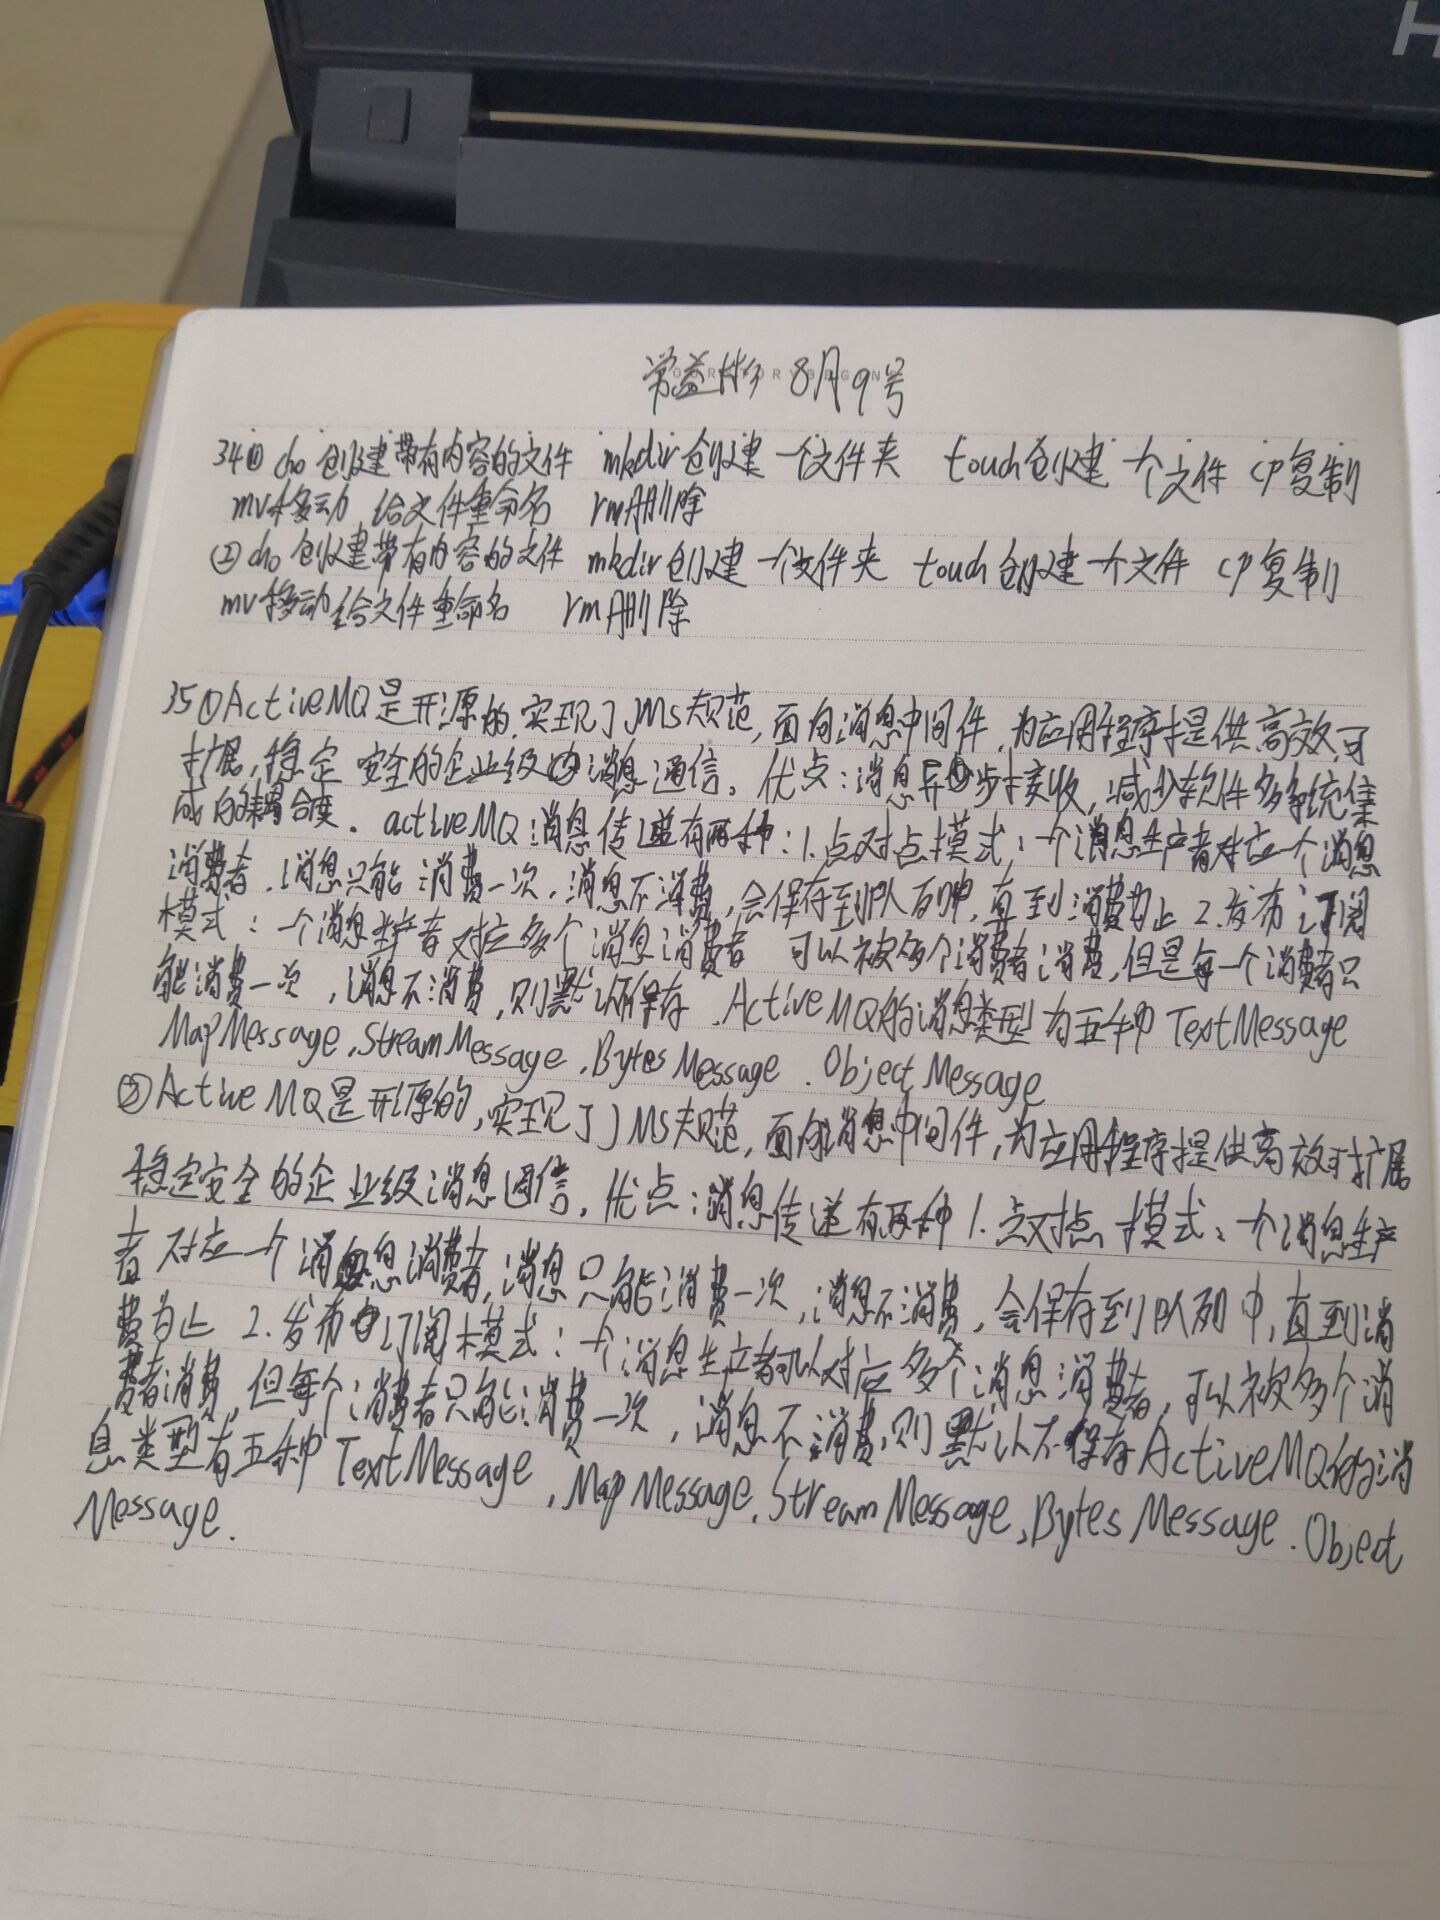 H
常益 8月9号
34① cho 创建带有内容的文件 mkdir创建一个文件夹 touch创建一个文件 cp复制
mv移动 给文件重命名 rm删除
② cho 创建带有内容的文件 mkdir创建一个文件夹 touch创建一个文件 cp复制
mv移动给文件重命名 rm删除
35①ActiveMQ是开源的,实现了JMS规范,面向消息中间件,为应用程序提供高效,可
扩展,稳定 安全的企业级 消息通信。优点:消息异步接收,减少软件多系统集
成的耦合度. activeMQ消息传递有两种:1.点对点模式:一个消息生产者对应一个消息
消费者,消息只能消费一次,消息不消费,会保存到队列中,直到消费为止 2.发布订阅
模式:一个消息生产者对应多个消息消费者 可以被多个消费者消费,但是每一个消费者只
能消费一次,消息不消费,则默认不保存.ActiveMQ的消息类型为五种 TextMessage
MapMessage,StreamMessage,BytesMessage.ObjectMessage
②ActiveMQ是开源的,实现了JMS规范,面向消息中间件,为应用程序提供高效可扩展
稳定安全的企业级消息通信,优点:消息传递有两种1.点对点模式:一个消息生产
者对应一个消息消费者,消息只能消费一次,消息不消费,会保存到队列中,直到消
费为止 2.发布订阅模式:一个消息生产者可以对应多个消息消费者,可以被多个消
费者消费,但每个消费者只能消费一次,消息不消费,则默认不保存ActiveMQ的消
息类型有五种TextMessage,MapMessage,StreamMessage,BytesMessage.Object
Message.